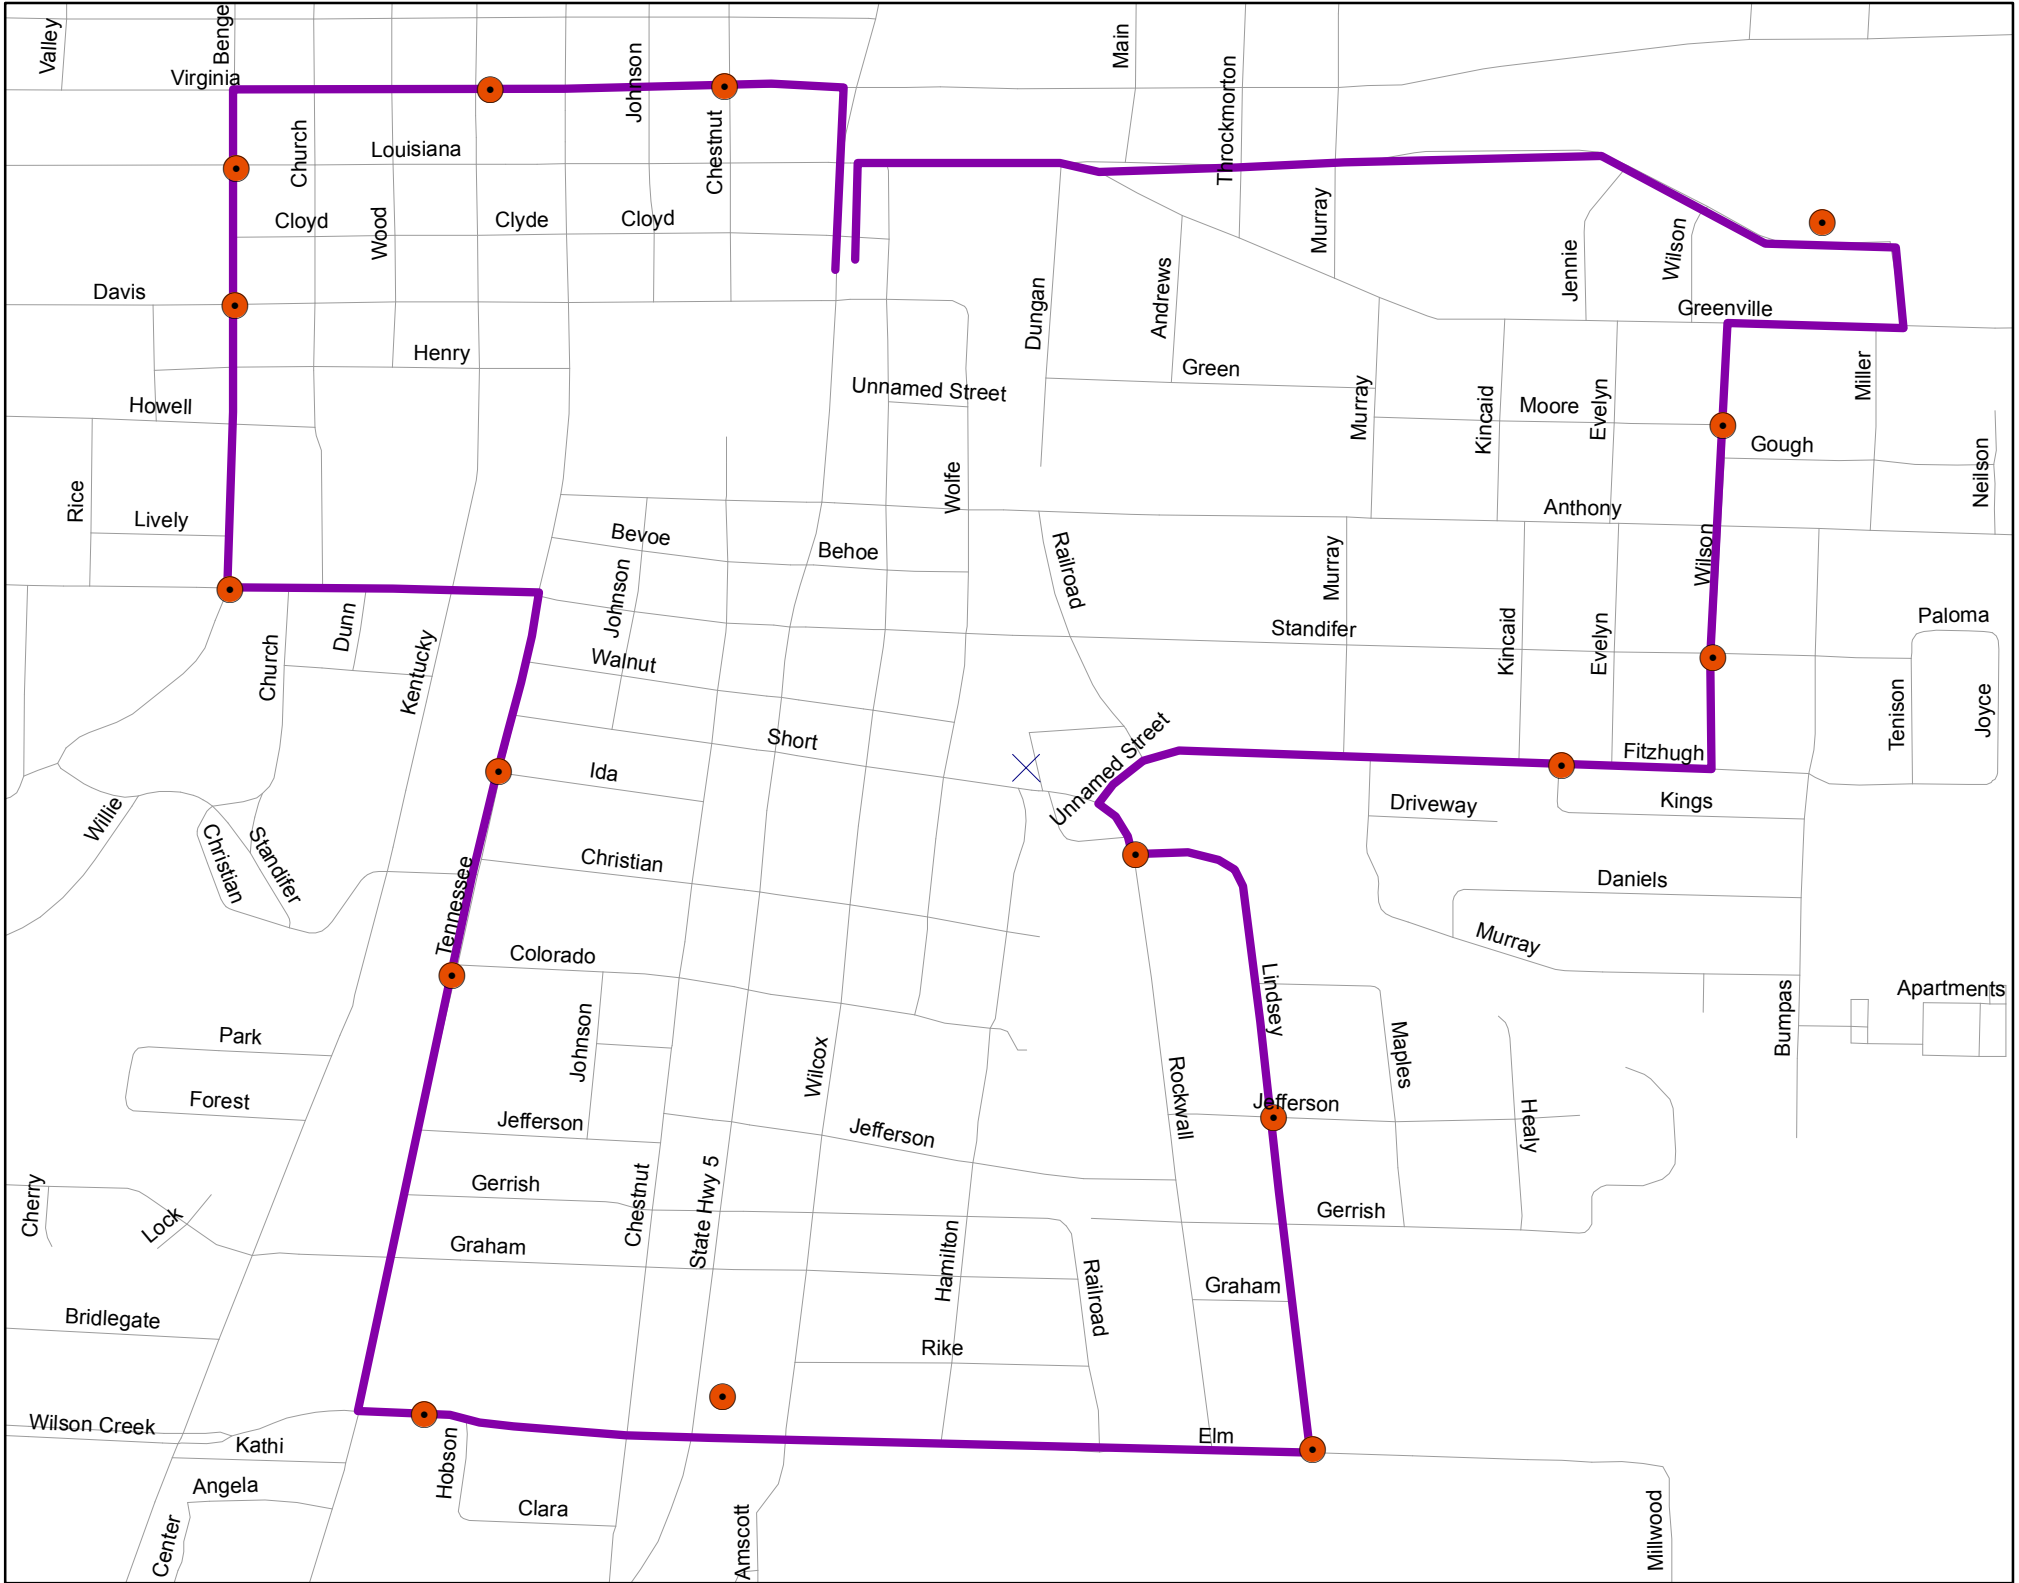 Valley
Benge
Johnson
Main
Throckmorton
Virginia
Church
Louisiana
Chestnut
Murray
Cloyd
Wood
Clyde
Cloyd
Jennie
Wilson
Dungan
Andrews
Davis
Greenville
Henry
Green
Miller
Unnamed Street
Howell
Murray
Kincaid
Moore
Evelyn
Gough
Neilson
Rice
Wolfe
Lively
Anthony
Bevoe
Behoe
Railroad
Murray
Wilson
Johnson
Dunn
Standifer
Kincaid
Evelyn
Paloma
Church
Kentucky
Walnut
Tenison
Joyce
Short
Unnamed Street
Fitzhugh
Ida
Willie
Driveway
Kings
Christian
Standifer
Christian
Daniels
Tennessee
Colorado
Murray
Lindsey
Apartments
Bumpas
Park
Johnson
Wilcox
Maples
Rockwall
Forest
Jefferson
Jefferson
Jefferson
Healy
Cherry
Lock
Gerrish
Chestnut
State Hwy 5
Gerrish
Graham
Hamilton
Railroad
Graham
Bridlegate
Rike
Wilson Creek
Kathi
Elm
Hobson
Angela
Clara
Center
Amscott
Millwood